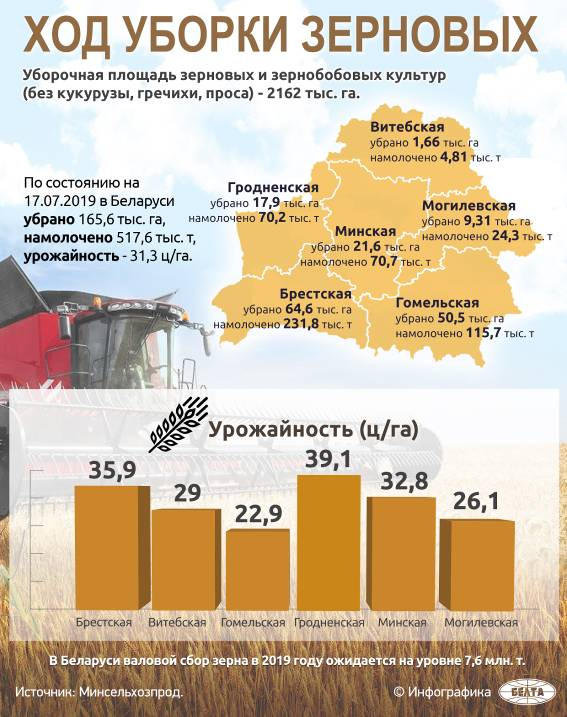 ХОД УБОРКИ ЗЕРНОВЫХ
Уборочная площадь зерновых и зернобобовых культур
(без кукурузы, гречихи, проса) - 2162 тыс. га.
По состоянию на
17.07.2019 в Беларуси
убрано 165,6 тыс. га,
намолочено 517,6 тыс. т,
урожайность - 31,3 ц/га.
Витебская
убрано 1,66 тыс. га
намолочено 4,81 тыс. т
Гродненская
убрано 17,9 тыс. га
намолочено 70,2 тыс. т
Могилевская
убрано 9,31 тыс. га
намолочено 24,3 тыс. т
Минская
убрано 21,6 тыс. га
намолочено 70,7 тыс. т
Брестская
убрано 64,6 тыс. га
намолочено 231,8 тыс. т
Гомельская
убрано 50,5 тыс. га
намолочено 115,7 тыс. т
Урожайность (ц/га)
35,9 29 22,9 39,1 32,8 26,1
Брестская Витебская Гомельская Гродненская Минская Могилевская
В Беларуси валовой сбор зерна в 2019 году ожидается на уровне 7,6 млн. т.
Источник: Минсельхозпрод. © Инфографика БЕЛТА